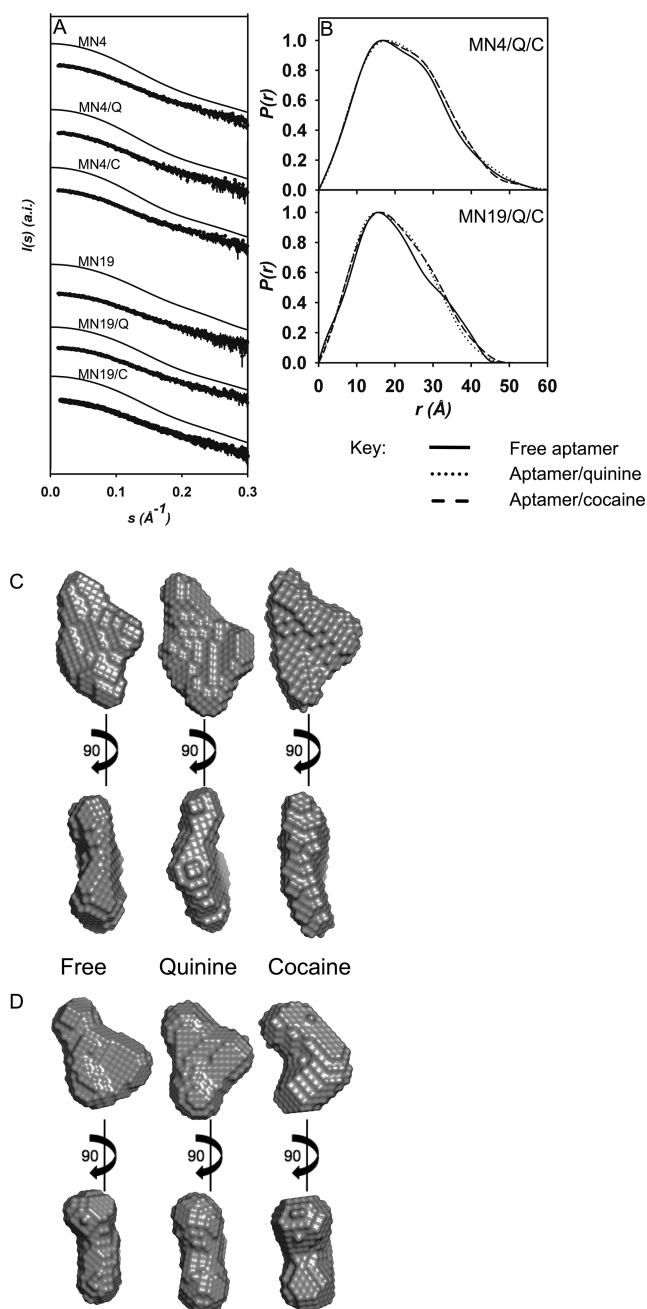 A
MN4
MN4/Q
MN4/C
MN19
MN19/Q
MN19/C
I(s) (a.i.)
0.0 0.1 0.2 0.3
s (Å⁻¹)
B
MN4/Q/C
P(r)
1.0
0.8
0.6
0.4
0.2
0.0
MN19/Q/C
P(r)
1.0
0.8
0.6
0.4
0.2
0.0
0 10 20 30 40 50 60
r (Å)
Key:
Free aptamer
Aptamer/quinine
Aptamer/cocaine
C
90 90 90
Free Quinine Cocaine
D
90 90 90